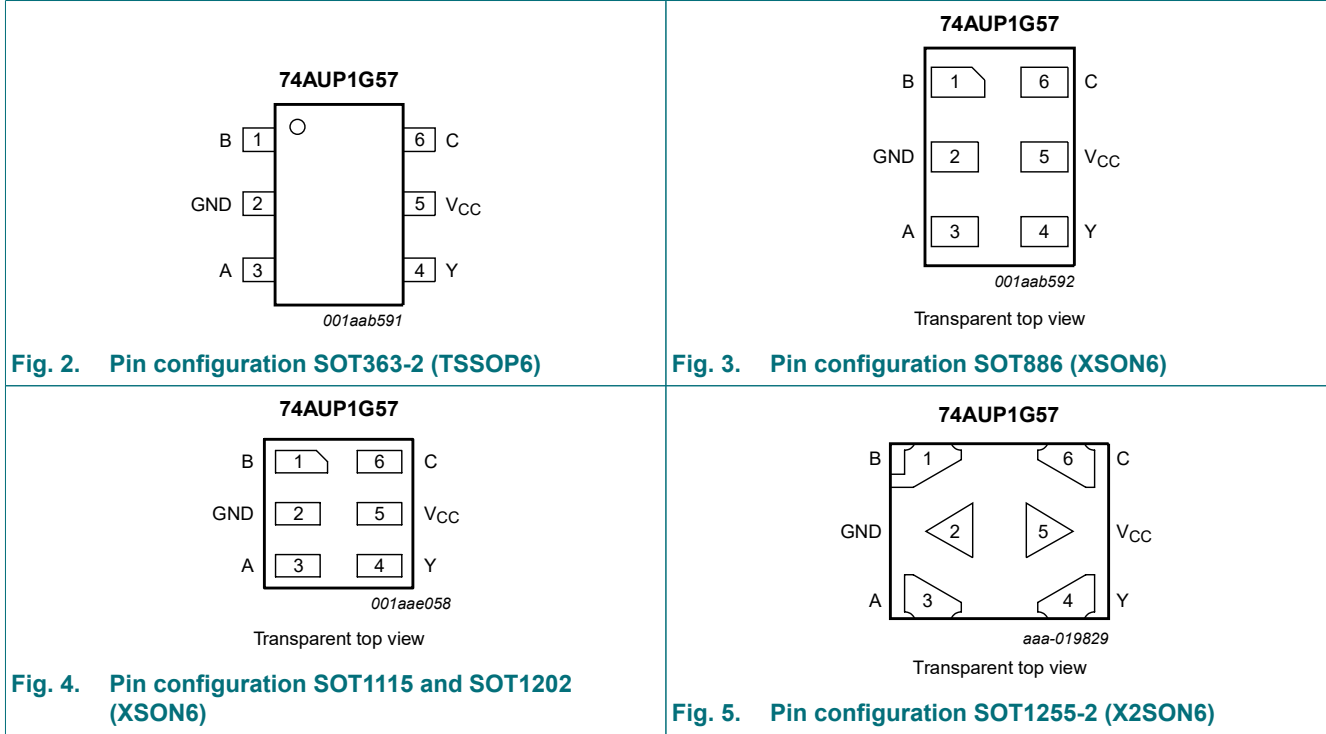 74AUP1G57
B 1 6 C
GND 2 5 VCC
A 3 4 Y
001aab591
Fig. 2. Pin configuration SOT363-2 (TSSOP6)
74AUP1G57
B 1 6 C
GND 2 5 VCC
A 3 4 Y
001aab592
Transparent top view
Fig. 3. Pin configuration SOT886 (XSON6)
74AUP1G57
B 1 6 C
GND 2 5 VCC
A 3 4 Y
001aae058
Transparent top view
Fig. 4. Pin configuration SOT1115 and SOT1202
(XSON6)
74AUP1G57
B 1 6 C
GND 2 5 VCC
A 3 4 Y
aaa-019829
Transparent top view
Fig. 5. Pin configuration SOT1255-2 (X2SON6)